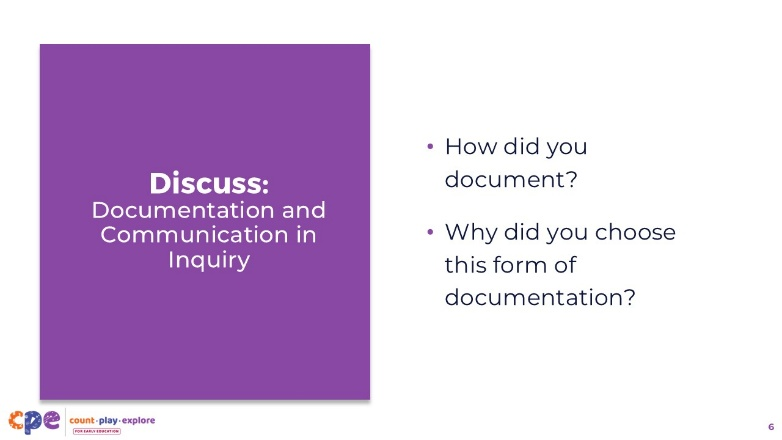 Discuss:
Documentation and
Communication in
Inquiry
• How did you
document?
• Why did you choose
this form of
documentation?
cpe
count·play·explore
FOR EARLY EDUCATION
6